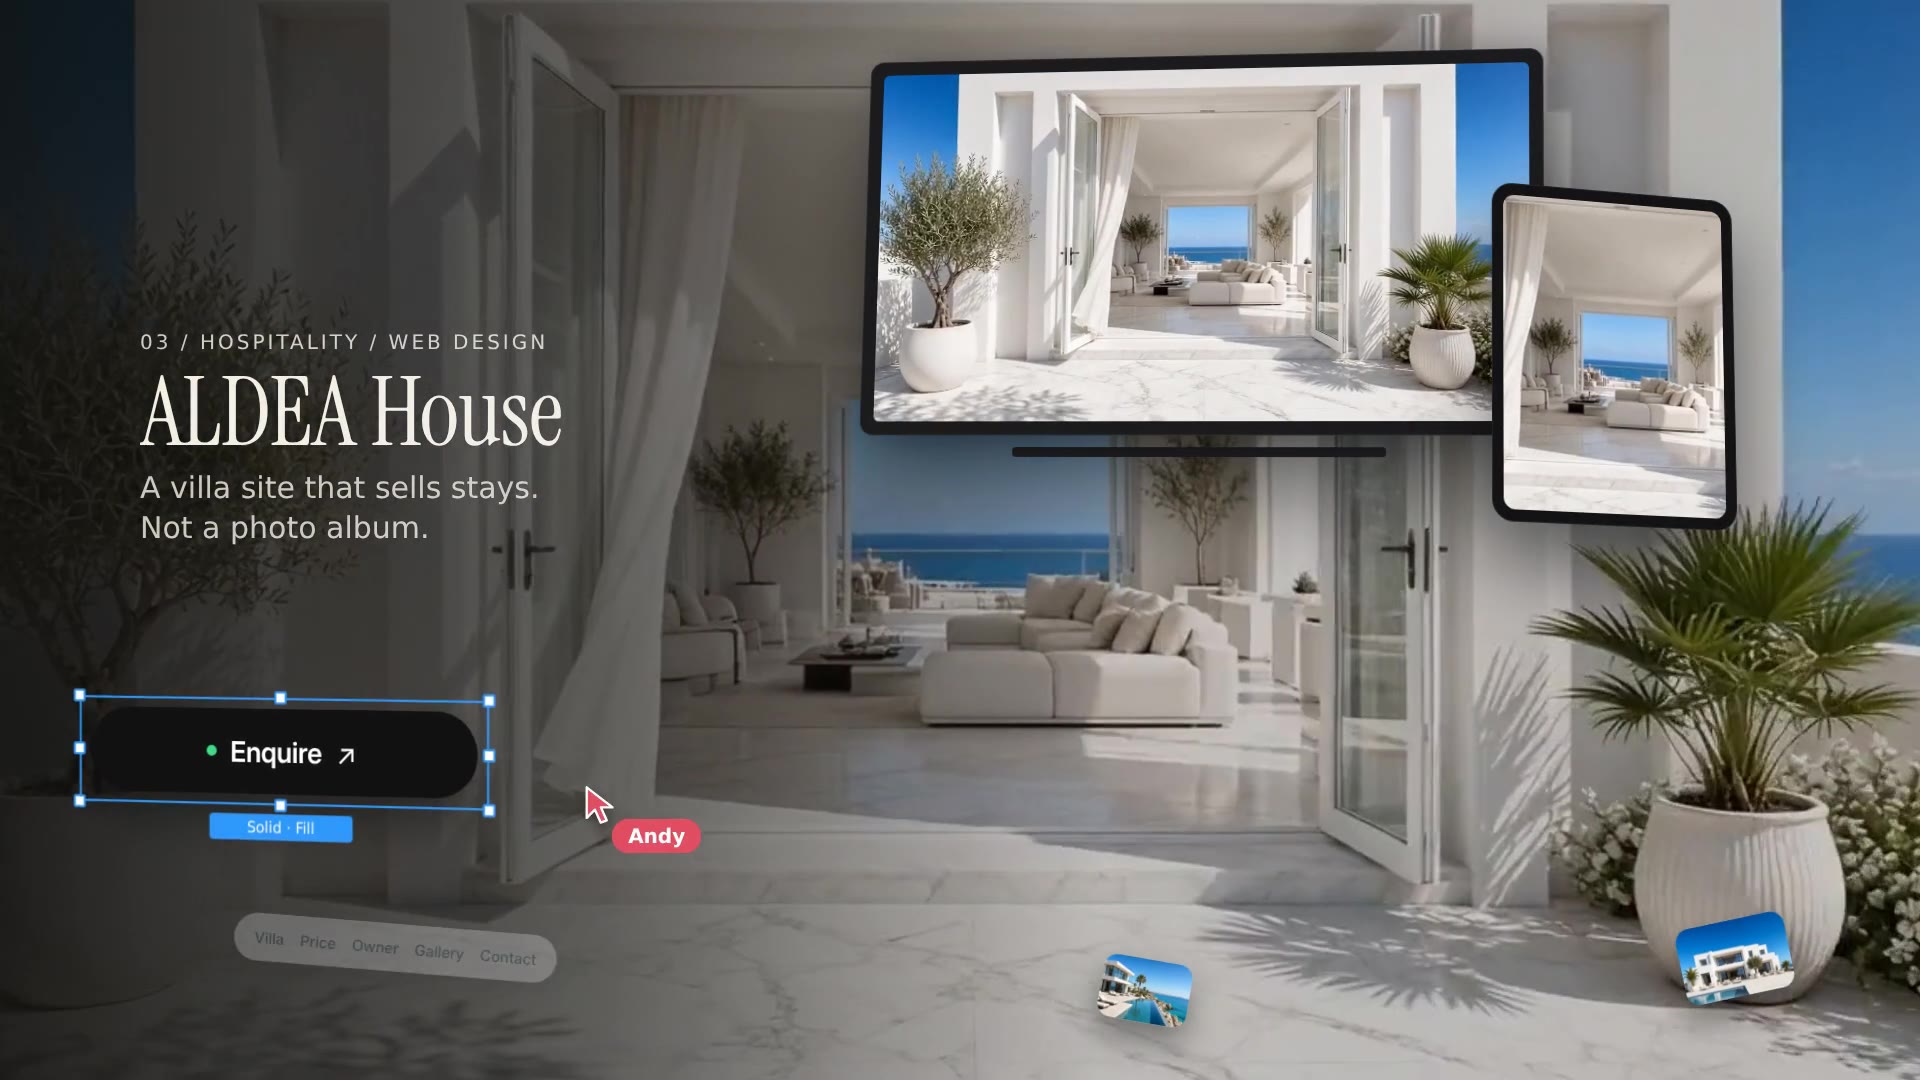 03 / HOSPITALITY / WEB DESIGN
ALDEA House
A villa site that sells stays.
Not a photo album.
Enquire ↗
Solid · Fill
Andy
Villa Price Owner Gallery Contact